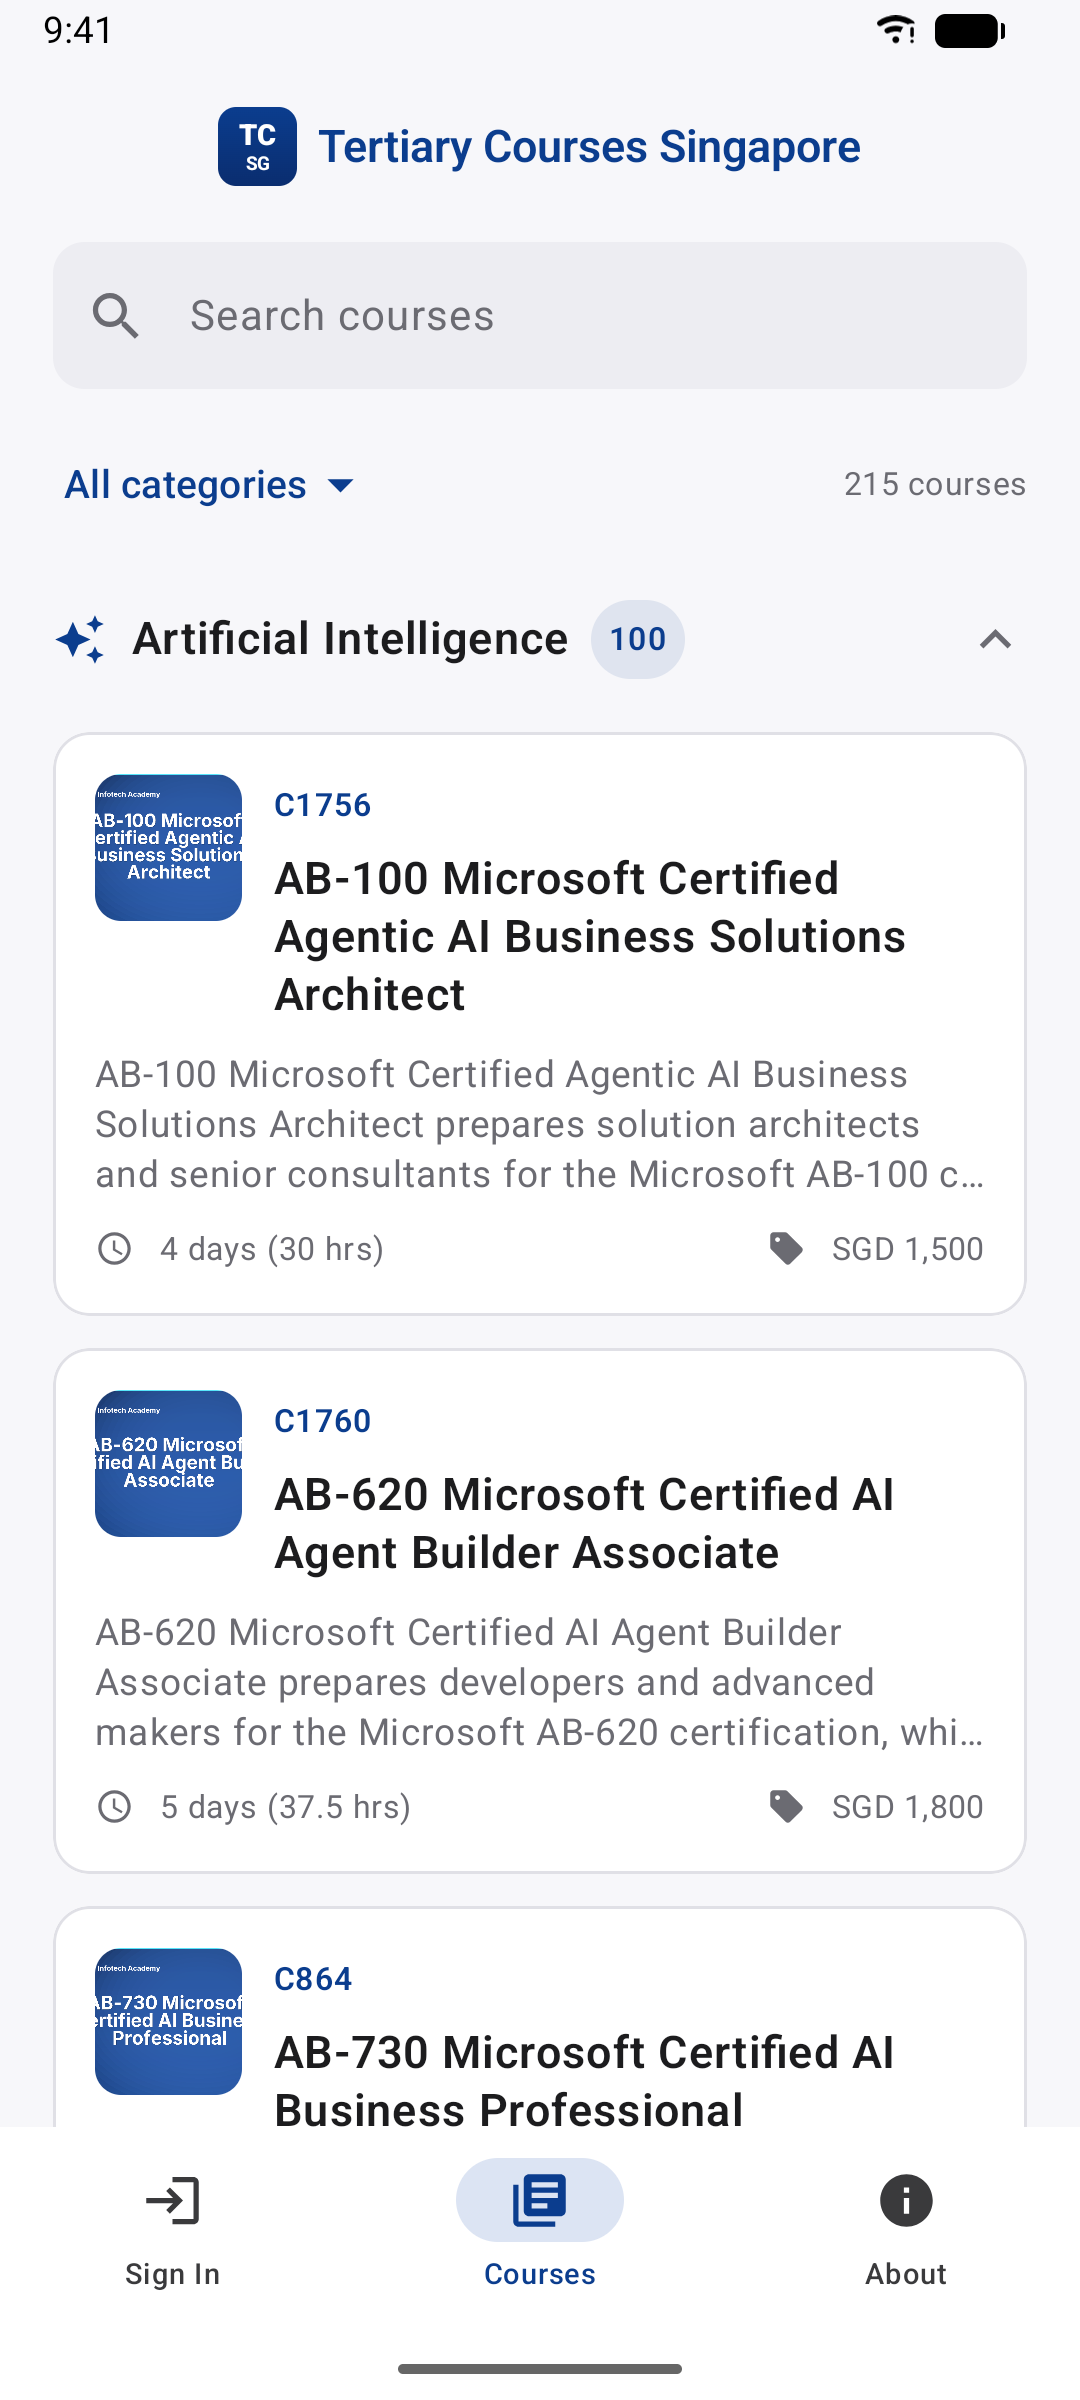 9:41
TC
SG
Tertiary Courses Singapore
Search courses
All categories
215 courses
Artificial Intelligence
100
Infotech Academy
AB-100 Microsof
ertified Agentic
usiness Solution
Architect
C1756
AB-100 Microsoft Certified
Agentic AI Business Solutions
Architect
AB-100 Microsoft Certified Agentic AI Business
Solutions Architect prepares solution architects
and senior consultants for the Microsoft AB-100 c…
4 days (30 hrs)
SGD 1,500
Infotech Academy
AB-620 Microsof
ified AI Agent Bu
Associate
C1760
AB-620 Microsoft Certified AI
Agent Builder Associate
AB-620 Microsoft Certified AI Agent Builder
Associate prepares developers and advanced
makers for the Microsoft AB-620 certification, whi…
5 days (37.5 hrs)
SGD 1,800
Infotech Academy
AB-730 Microsof
ertified AI Busine
Professional
C864
AB-730 Microsoft Certified AI
Business Professional
Sign In
Courses
About